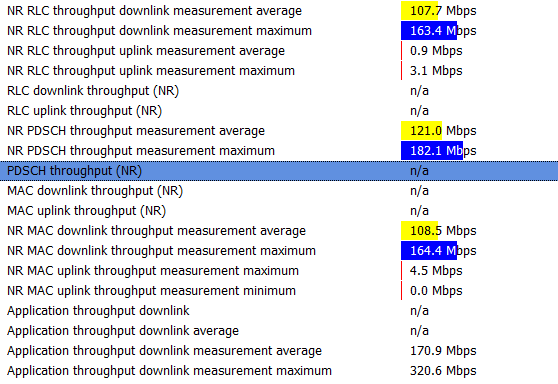 NR RLC throughput downlink measurement average 107.7 Mbps
NR RLC throughput downlink measurement maximum 163.4 Mbps
NR RLC throughput uplink measurement average 0.9 Mbps
NR RLC throughput uplink measurement maximum 3.1 Mbps
RLC downlink throughput (NR) n/a
RLC uplink throughput (NR) n/a
NR PDSCH throughput measurement average 121.0 Mbps
NR PDSCH throughput measurement maximum 182.1 Mbps
PDSCH throughput (NR) n/a
MAC downlink throughput (NR) n/a
MAC uplink throughput (NR) n/a
NR MAC downlink throughput measurement average 108.5 Mbps
NR MAC downlink throughput measurement maximum 164.4 Mbps
NR MAC uplink throughput measurement maximum 4.5 Mbps
NR MAC uplink throughput measurement minimum 0.0 Mbps
Application throughput downlink n/a
Application throughput downlink average n/a
Application throughput downlink measurement average 170.9 Mbps
Application throughput downlink measurement maximum 320.6 Mbps